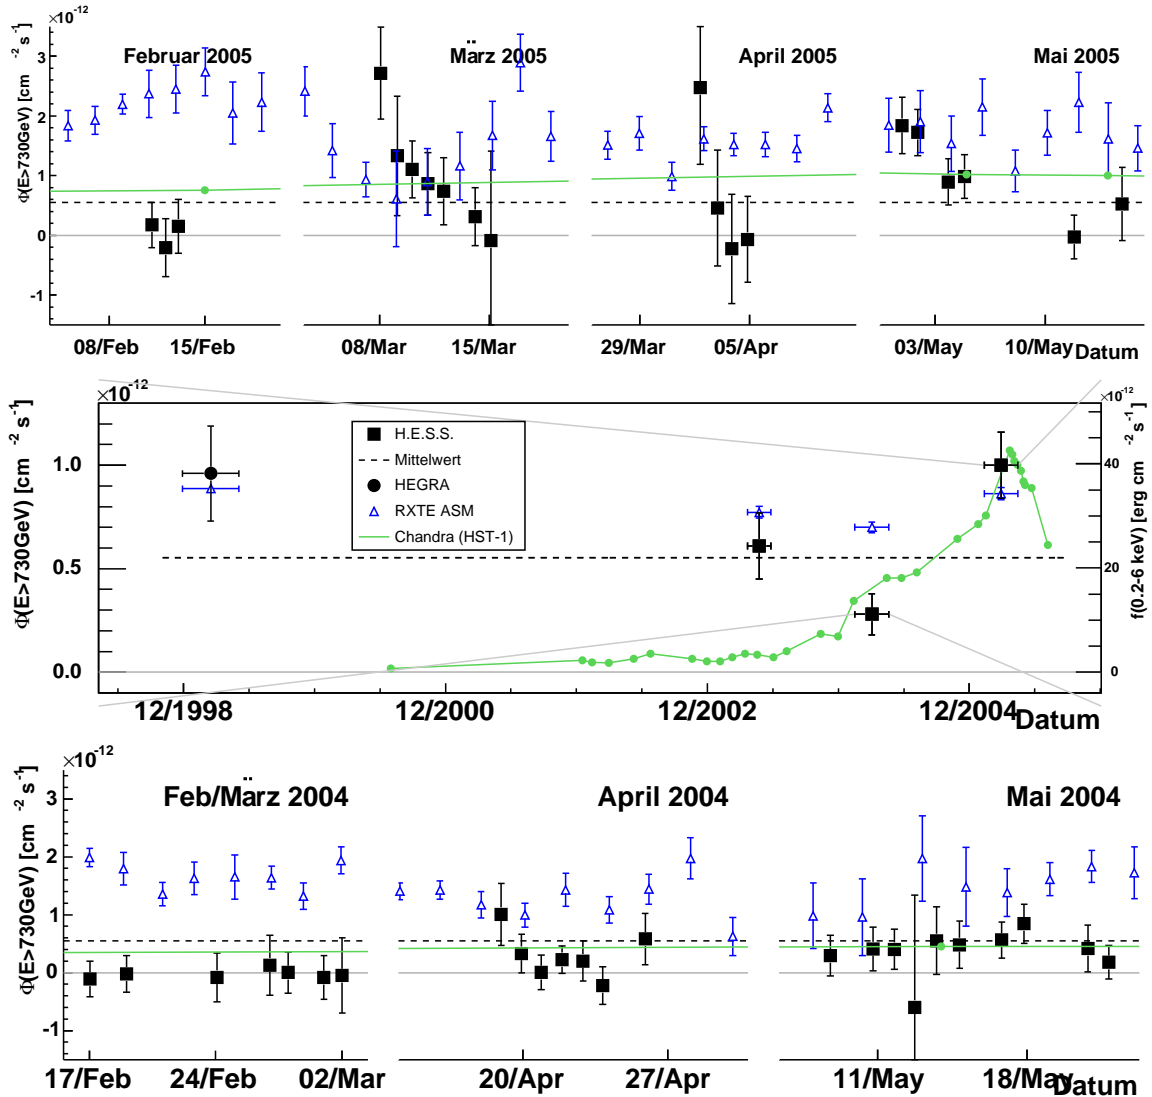 ×10⁻¹²
Φ(E>730GeV) [cm⁻² s⁻¹]
Februar 2005
März 2005
April 2005
Mai 2005
3
2
1
0
-1
08/Feb 15/Feb 08/Mar 15/Mar 29/Mar 05/Apr 03/May 10/May Datum
×10⁻¹²
×10⁻¹²
Φ(E>730GeV) [cm⁻² s⁻¹]
1.0
0.5
0.0
H.E.S.S.
Mittelwert
HEGRA
RXTE ASM
Chandra (HST-1)
40
20
0
f(0.2-6 keV) [erg cm⁻² s⁻¹]
12/1998 12/2000 12/2002 12/2004 Datum
×10⁻¹²
Φ(E>730GeV) [cm⁻² s⁻¹]
Feb/März 2004
April 2004
Mai 2004
3
2
1
0
-1
17/Feb 24/Feb 02/Mar 20/Apr 27/Apr 11/May 18/May Datum